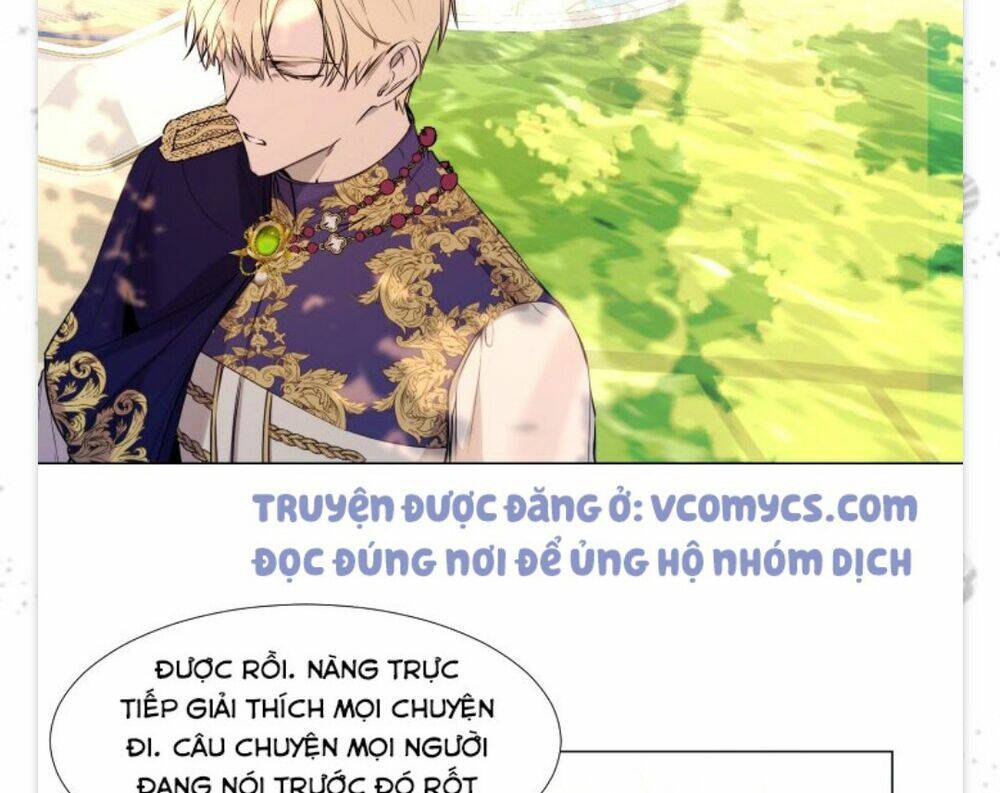 TRUYỆN ĐƯỢC ĐĂNG Ở: VCOMYCS.COM
ĐỌC ĐÚNG NƠI ĐỂ ỦNG HỘ NHÓM DỊCH
ĐƯỢC RỒI. NÀNG TRỰC
TIẾP GIẢI THÍCH MỌI CHUYỆN
ĐI. CÂU CHUYỆN MỌI NGƯỜI
ĐANG NÓI TRƯỚC ĐÓ RỐT